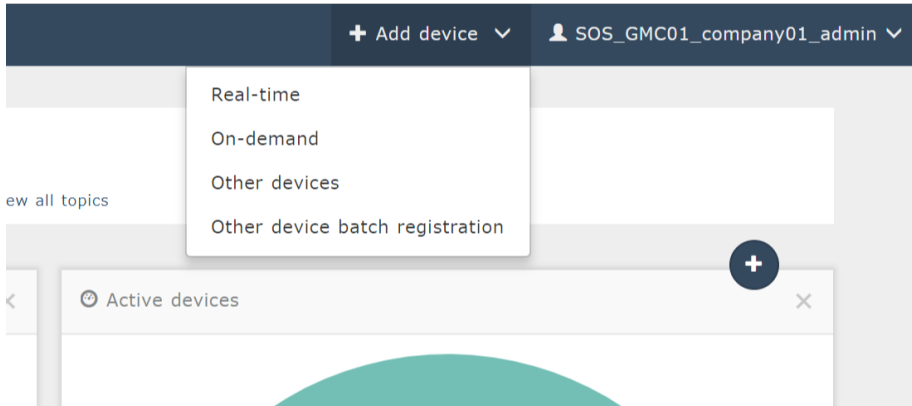 Add device
SOS_GMC01_company01_admin
Real-time
On-demand
Other devices
Other device batch registration
ew all topics
Active devices